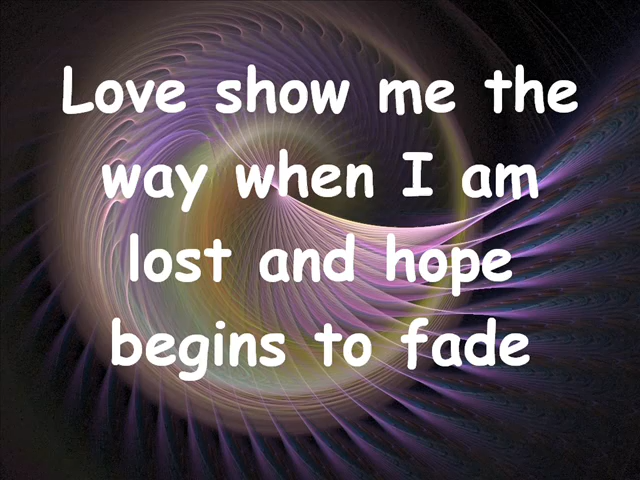 Love show me the
way when I am
lost and hope
begins to fade